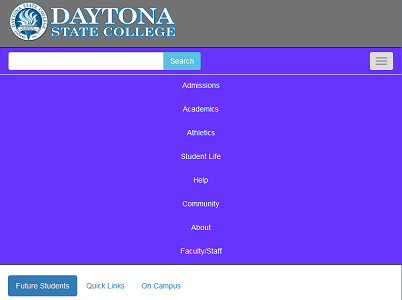 DAYTONA
STATE COLLEGE
Search
Admissions
Academics
Athletics
Student Life
Help
Community
About
Faculty/Staff
Future Students Quick Links On Campus